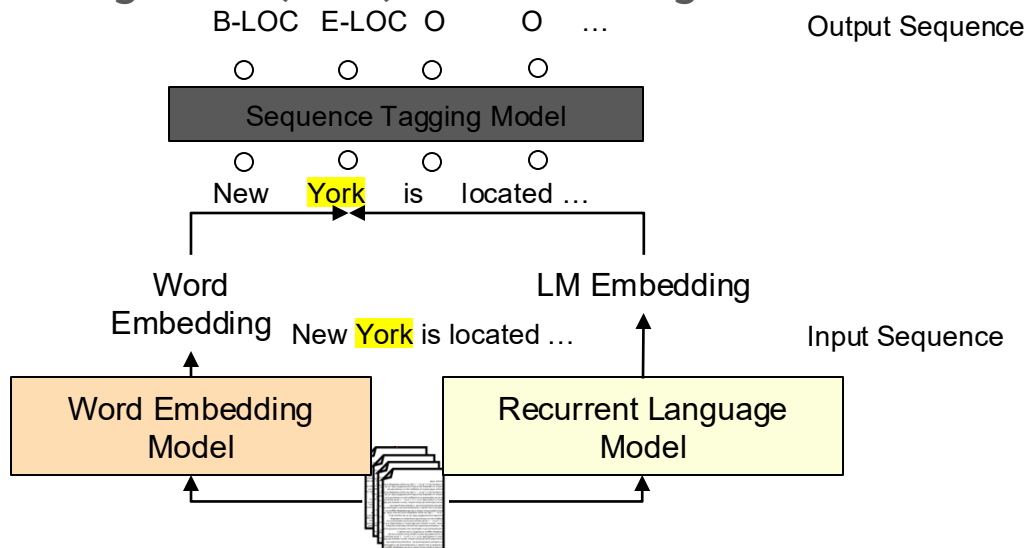 B-LOC E-LOC O O …
Output Sequence
Sequence Tagging Model
New York is located …
Word
Embedding
LM Embedding
New York is located …
Input Sequence
Word Embedding
Model
Recurrent Language
Model